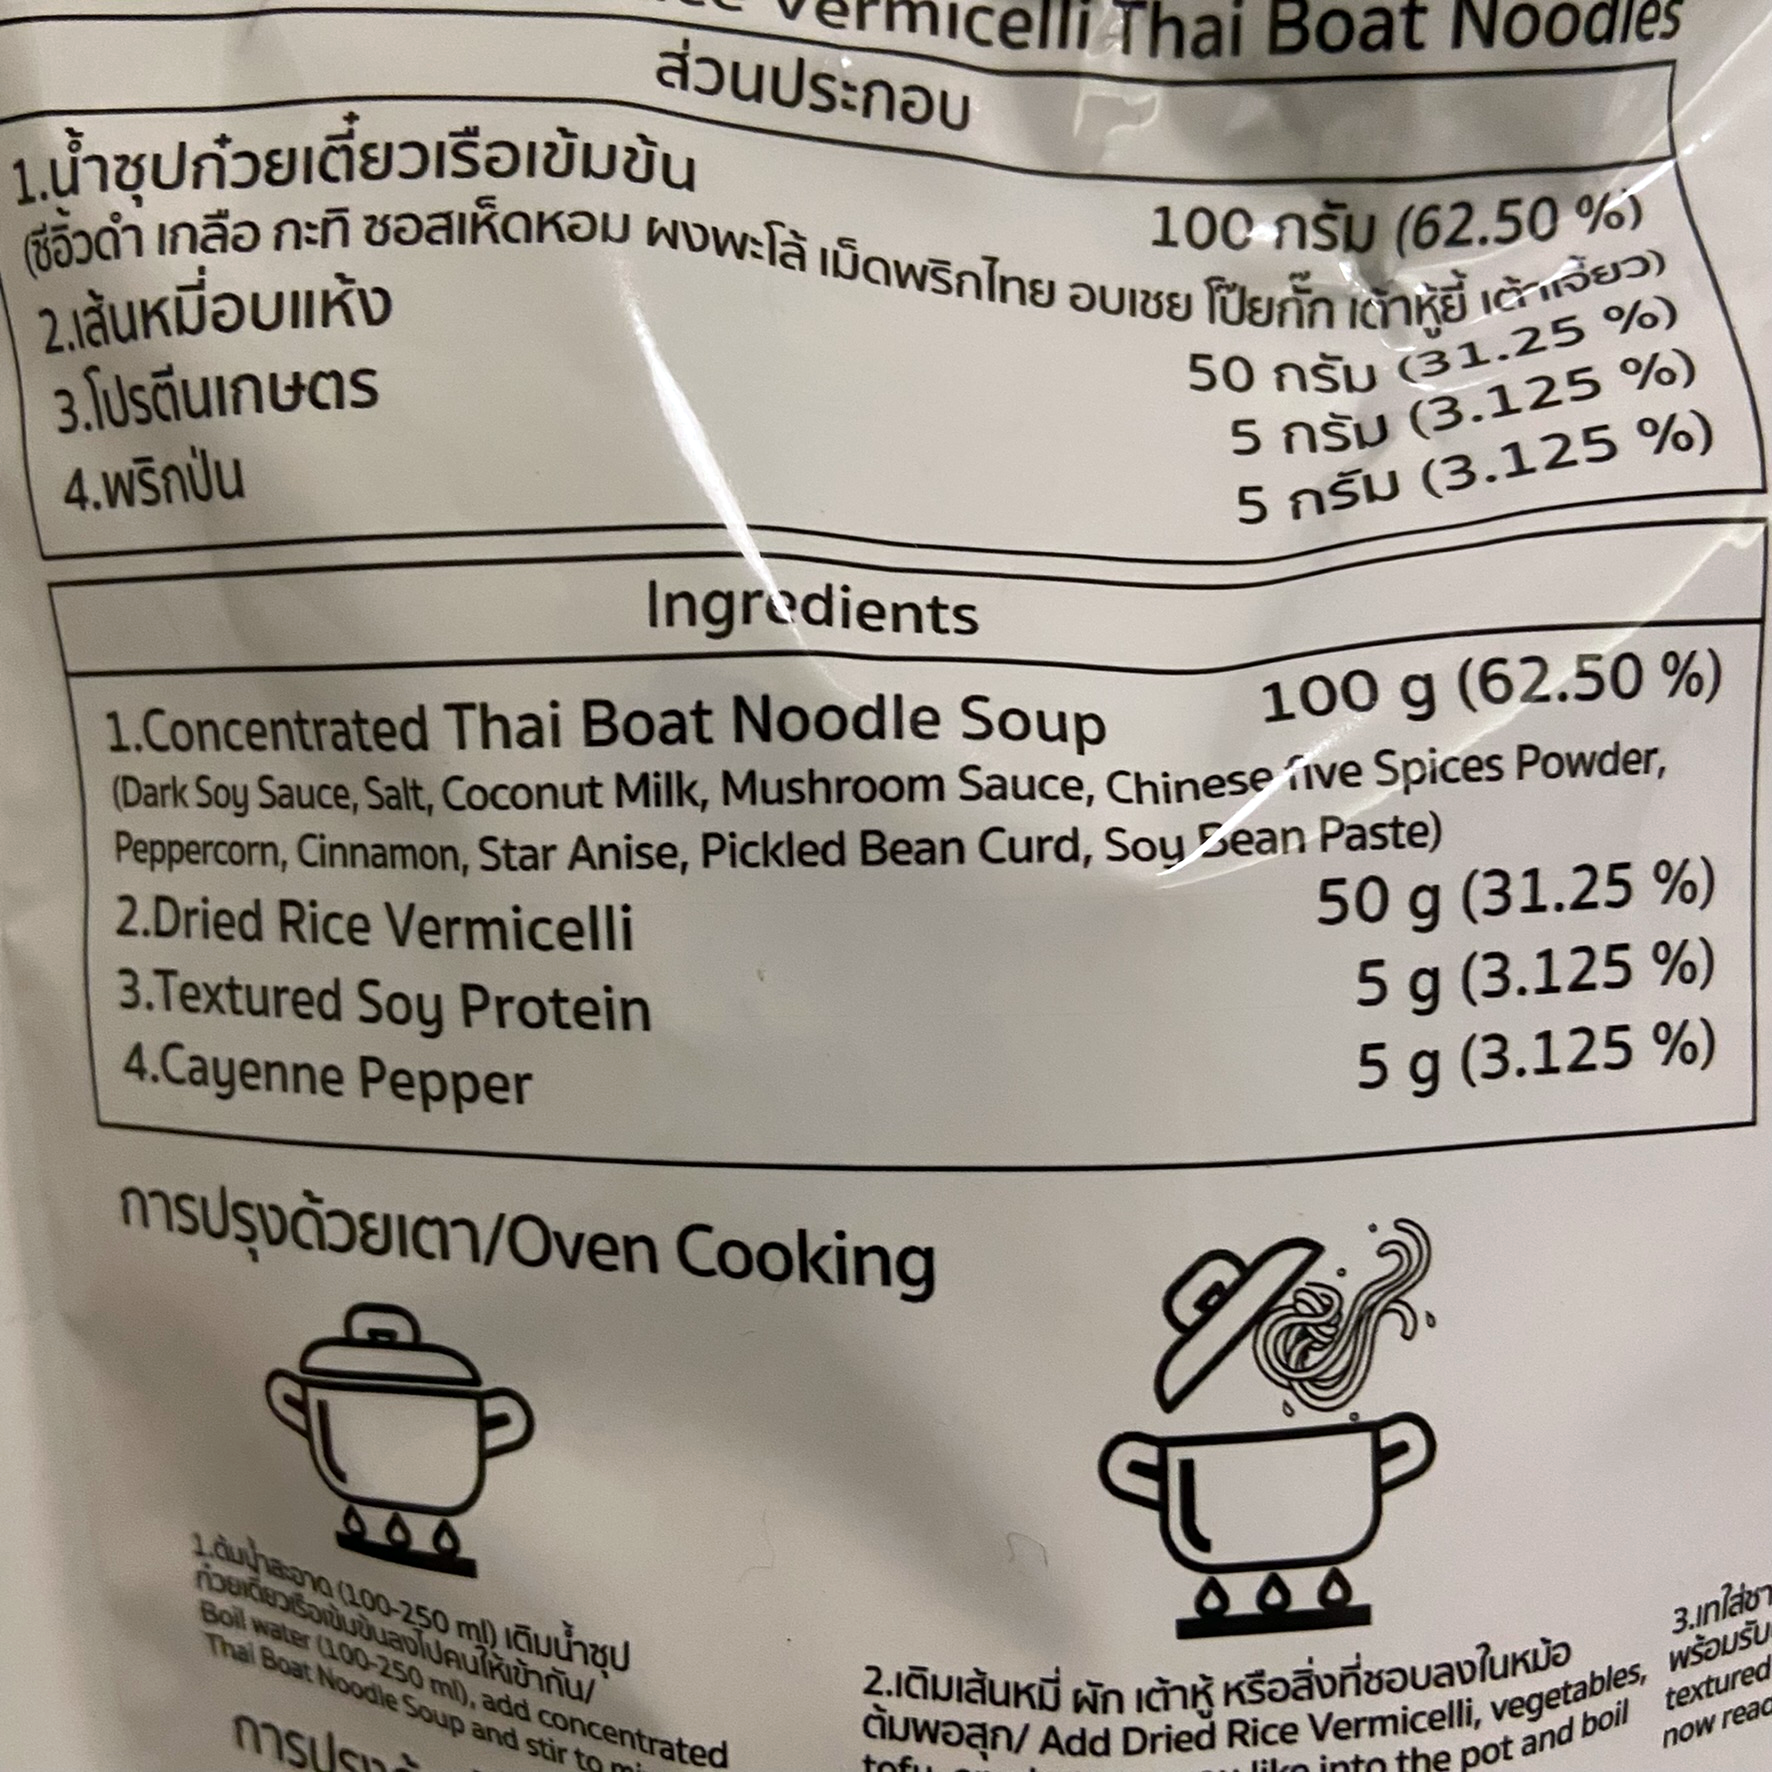 Vermicelli Thai Boat Noodles
ส่วนประกอบ
1.น้ำซุปก๋วยเตี๋ยวเรือเข้มข้น 100 กรัม (62.50 %)
(ซีอิ้วดำ เกลือ กะทิ ซอสเห็ดหอม ผงพะโล้ เม็ดพริกไทย อบเชย โป๊ยกั๊ก เต้าหู้ยี้ เต้าเจี้ยว)
2.เส้นหมี่อบแห้ง 50 กรัม (31.25 %)
3.โปรตีนเกษตร 5 กรัม (3.125 %)
4.พริกป่น 5 กรัม (3.125 %)
Ingredients
1.Concentrated Thai Boat Noodle Soup 100 g (62.50 %)
(Dark Soy Sauce, Salt, Coconut Milk, Mushroom Sauce, Chinese five Spices Powder,
Peppercorn, Cinnamon, Star Anise, Pickled Bean Curd, Soy Bean Paste)
2.Dried Rice Vermicelli 50 g (31.25 %)
3.Textured Soy Protein 5 g (3.125 %)
4.Cayenne Pepper 5 g (3.125 %)
การปรุงด้วยเตา/Oven Cooking
1.ต้มน้ำสะอาด (100-250 ml) เติมน้ำซุป
ก๋วยเตี๋ยวเรือเข้มข้นลงไปคนให้เข้ากัน/
Boil water (100-250 ml), add concentrated
Thai Boat Noodle Soup and stir to
2.เติมเส้นหมี่ ผัก เต้าหู้ หรือสิ่งที่ชอบลงในหม้อ
ต้มพอสุก/ Add Dried Rice Vermicelli, vegetables,
like into the pot and boil
3.เทใส่ชา
พร้อมรับ
textured
now